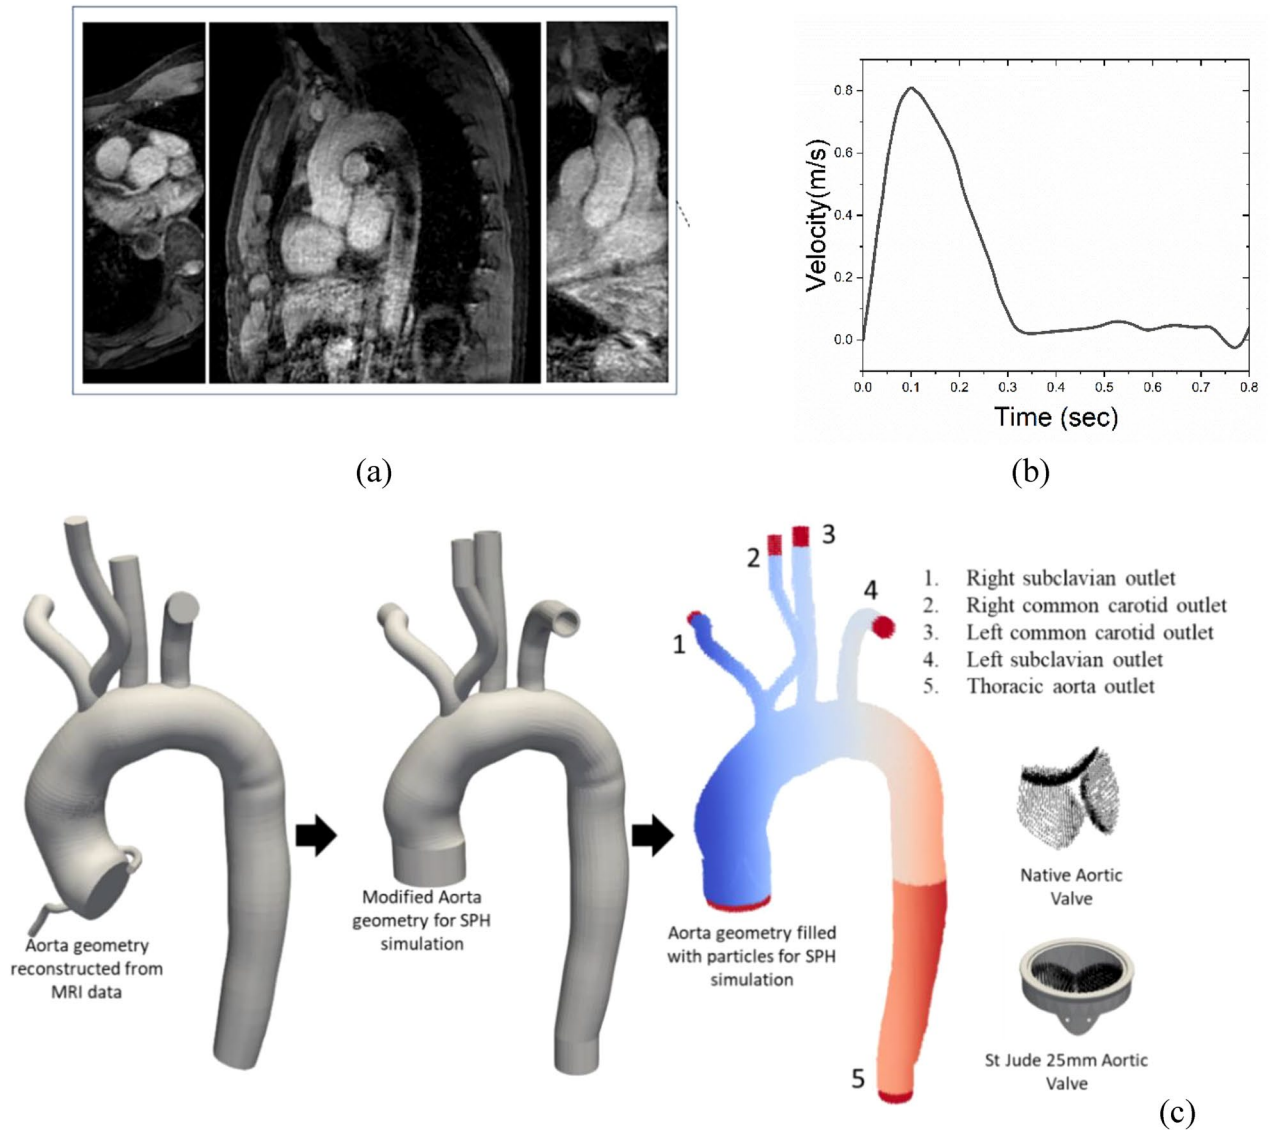 0.8
0.6
0.4
0.2
0.0
Velocity(m/s)
0.0 0.1 0.2 0.3 0.4 0.5 0.6 0.7 0.8
Time (sec)
(a)
(b)
1
2
3
4
5
1. Right subclavian outlet
2. Right common carotid outlet
3. Left common carotid outlet
4. Left subclavian outlet
5. Thoracic aorta outlet
Aorta geometry
reconstructed from
MRI data
Modified Aorta
geometry for SPH
simulation
Aorta geometry filled
with particles for SPH
simulation
Native Aortic
Valve
St Jude 25mm Aortic
Valve
(c)